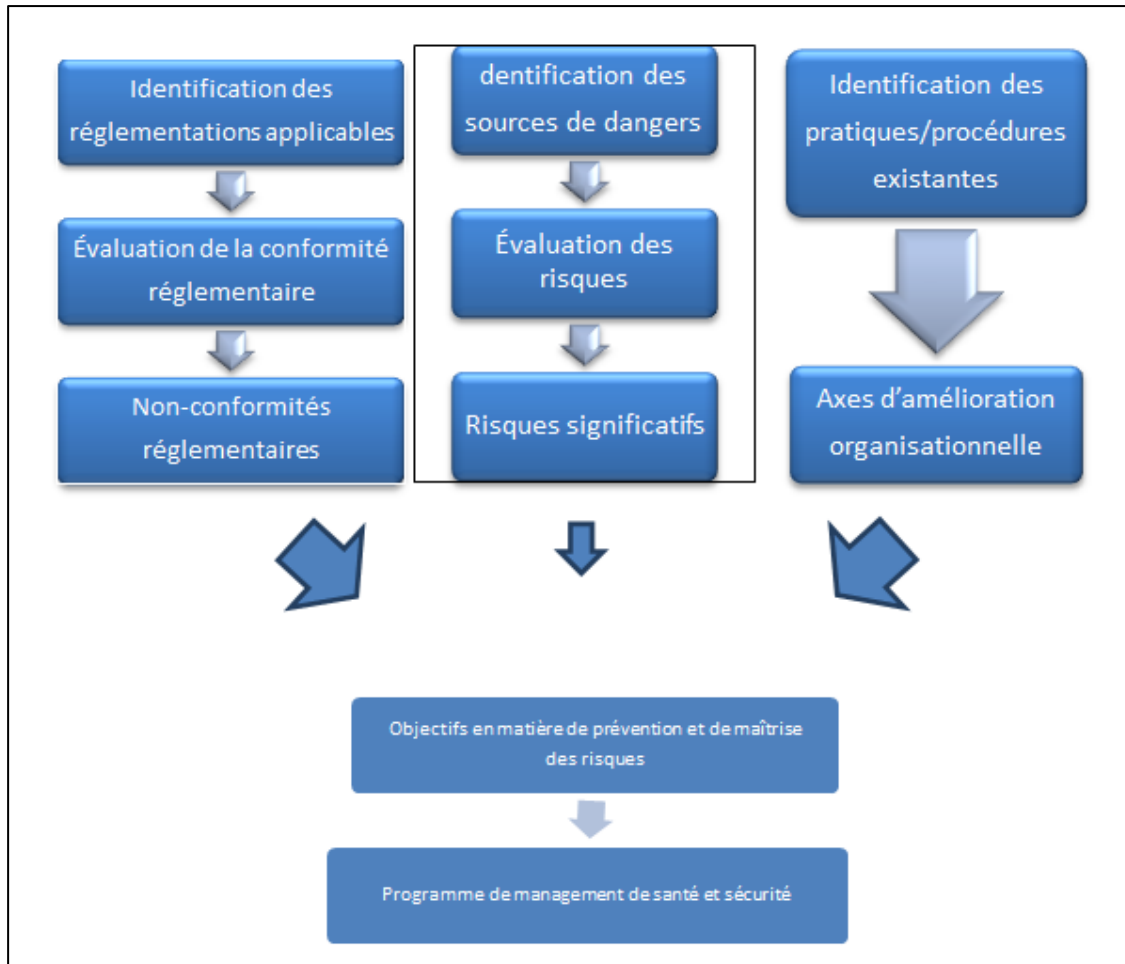 Identification des
réglementations applicables
Évaluation de la conformité
réglementaire
Non-conformités
réglementaires
dentification des
sources de dangers
Évaluation des
risques
Risques significatifs
Identification des
pratiques/procédures
existantes
Axes d'amélioration
organisationnelle
Objectifs en matière de prévention et de maîtrise
des risques
Programme de management de santé et sécurité